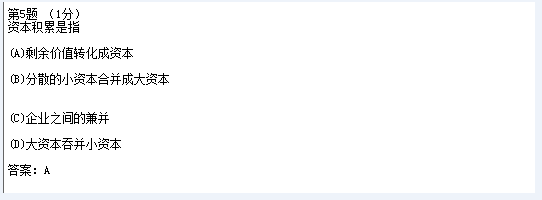 第5题 （1分）
资本积累是指
(A)剩余价值转化成资本
(B)分散的小资本合并成大资本
(C)企业之间的兼并
(D)大资本吞并小资本
答案: A